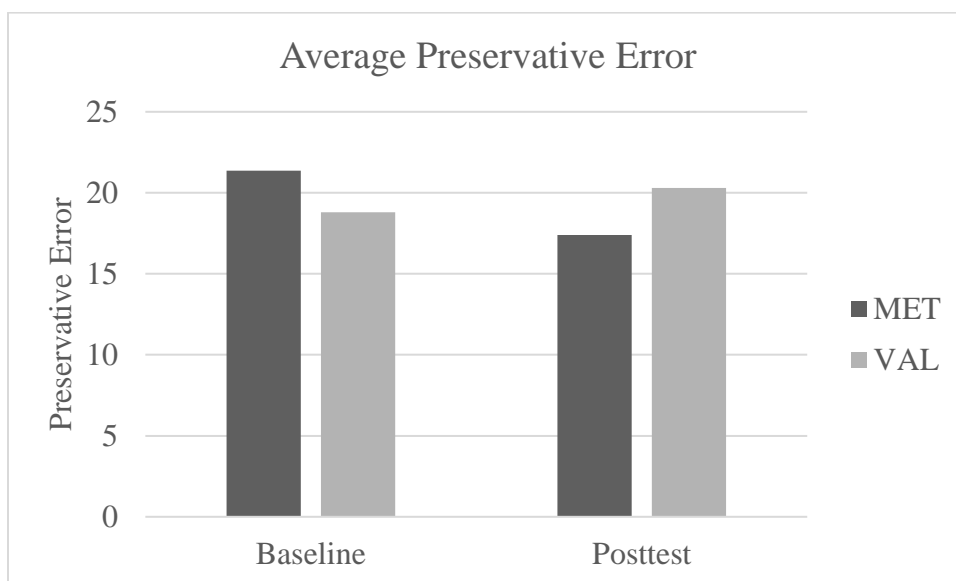 Average Preservative Error
Preservative Error
25
20
15
10
5
0
Baseline Posttest
MET
VAL